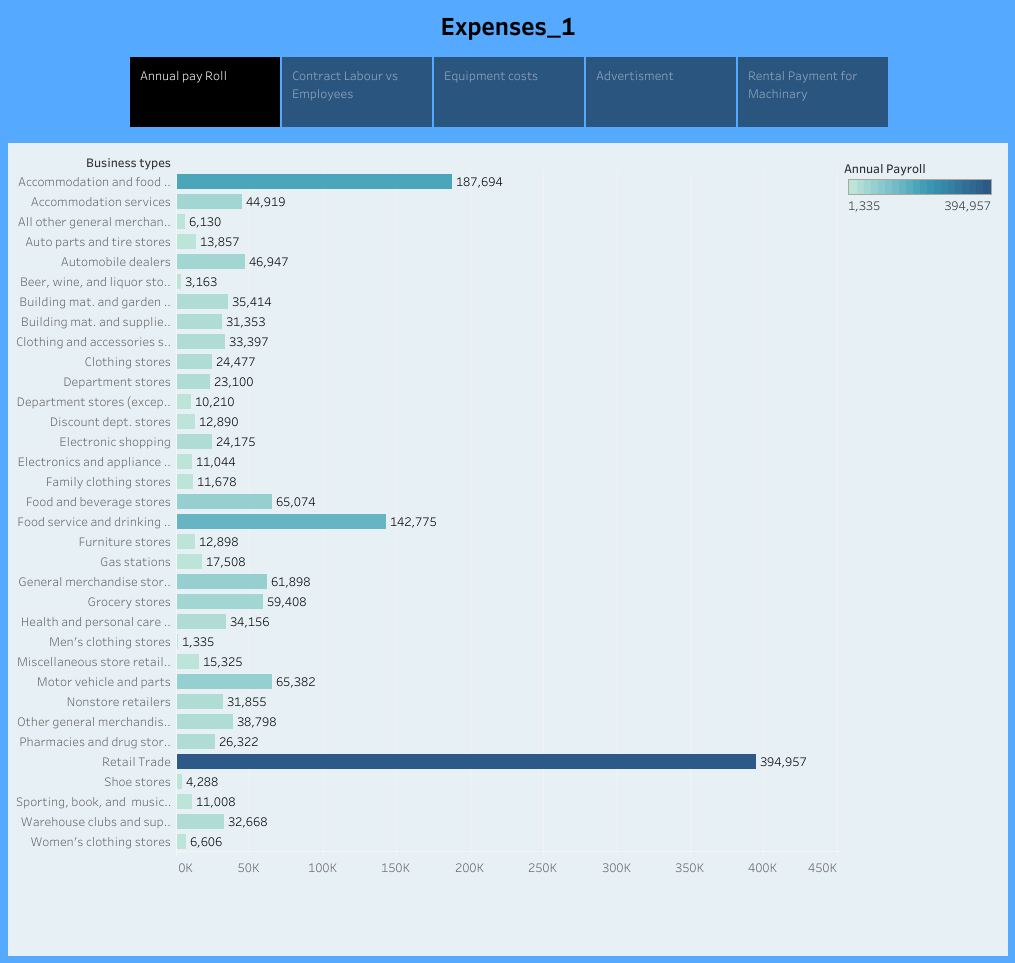 Expenses_1
Annual pay Roll
Contract Labour vs
Employees
Equipment costs
Advertisment
Rental Payment for
Machinary
Business types
Annual Payroll
1,335 394,957
Accommodation and food .. 187,694
Accommodation services 44,919
All other general merchan.. 6,130
Auto parts and tire stores 13,857
Automobile dealers 46,947
Beer, wine, and liquor sto.. 3,163
Building mat. and garden .. 35,414
Building mat. and supplie.. 31,353
Clothing and accessories s.. 33,397
Clothing stores 24,477
Department stores 23,100
Department stores (excep.. 10,210
Discount dept. stores 12,890
Electronic shopping 24,175
Electronics and appliance .. 11,044
Family clothing stores 11,678
Food and beverage stores 65,074
Food service and drinking .. 142,775
Furniture stores 12,898
Gas stations 17,508
General merchandise stor.. 61,898
Grocery stores 59,408
Health and personal care .. 34,156
Men's clothing stores 1,335
Miscellaneous store retail.. 15,325
Motor vehicle and parts 65,382
Nonstore retailers 31,855
Other general merchandis.. 38,798
Pharmacies and drug stor.. 26,322
Retail Trade 394,957
Shoe stores 4,288
Sporting, book, and  music.. 11,008
Warehouse clubs and sup.. 32,668
Women's clothing stores 6,606
0K 50K 100K 150K 200K 250K 300K 350K 400K 450K